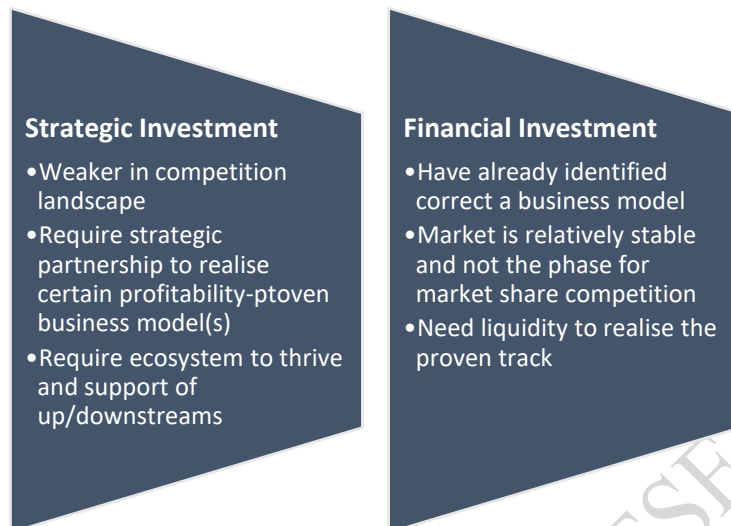 Strategic Investment
•Weaker in competition
landscape
•Require strategic
partnership to realise
certain profitability-ptoven
business model(s)
•Require ecosystem to thrive
and support of
up/downstreams
Financial Investment
•Have already identified
correct a business model
•Market is relatively stable
and not the phase for
market share competition
•Need liquidity to realise the
proven track